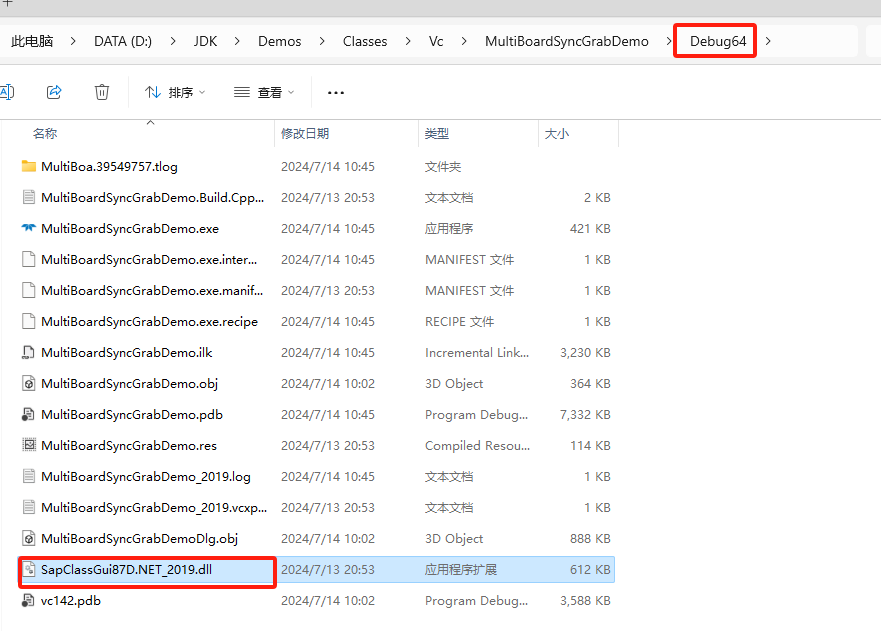 此电脑 > DATA (D:) > JDK > Demos > Classes > Vc > MultiBoardSyncGrabDemo > Debug64 >
排序 查看 ...
名称 修改日期 类型 大小
MultiBoa.39549757.tlog 2024/7/14 10:45 文件夹
MultiBoardSyncGrabDemo.Build.Cpp... 2024/7/13 20:53 文本文档 2 KB
MultiBoardSyncGrabDemo.exe 2024/7/14 10:45 应用程序 421 KB
MultiBoardSyncGrabDemo.exe.inter... 2024/7/14 10:45 MANIFEST 文件 1 KB
MultiBoardSyncGrabDemo.exe.manif... 2024/7/13 20:53 MANIFEST 文件 1 KB
MultiBoardSyncGrabDemo.exe.recipe 2024/7/14 10:45 RECIPE 文件 1 KB
MultiBoardSyncGrabDemo.ilk 2024/7/14 10:45 Incremental Link... 3,230 KB
MultiBoardSyncGrabDemo.obj 2024/7/14 10:02 3D Object 364 KB
MultiBoardSyncGrabDemo.pdb 2024/7/14 10:45 Program Debug... 7,332 KB
MultiBoardSyncGrabDemo.res 2024/7/13 20:53 Compiled Resou... 114 KB
MultiBoardSyncGrabDemo_2019.log 2024/7/14 10:45 文本文档 1 KB
MultiBoardSyncGrabDemo_2019.vcxp... 2024/7/13 20:53 文本文档 1 KB
MultiBoardSyncGrabDemoDlg.obj 2024/7/14 10:02 3D Object 888 KB
SapClassGui87D.NET_2019.dll 2024/7/13 20:53 应用程序扩展 612 KB
vc142.pdb 2024/7/14 10:02 Program Debug... 3,588 KB